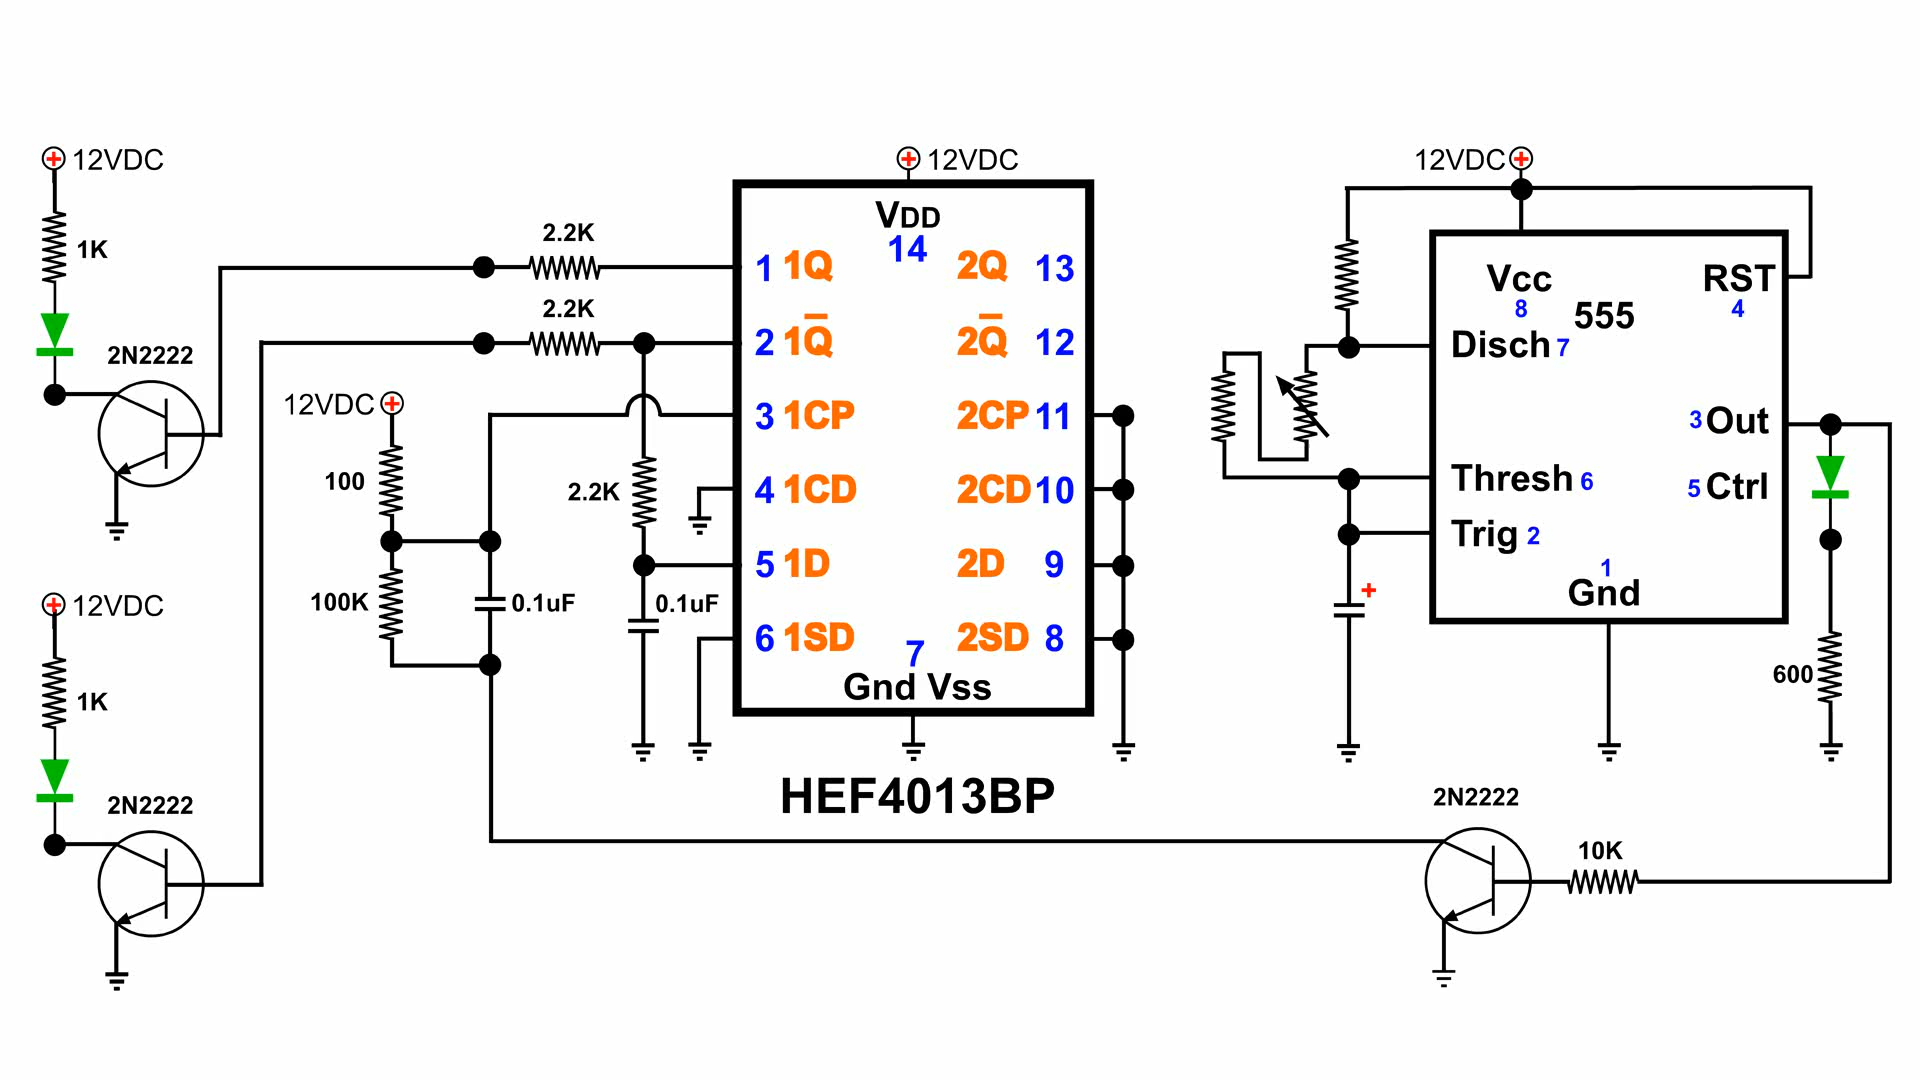 12VDC
1K
2N2222
12VDC
1K
2N2222
12VDC
100
100K
0.1uF
2.2K
2.2K
2.2K
0.1uF
12VDC
VDD
14
1 1Q
2 1Q̅
3 1CP
4 1CD
5 1D
6 1SD
2Q 13
2Q̅ 12
2CP 11
2CD 10
2D 9
2SD 8
7
Gnd Vss
HEF4013BP
12VDC
Vcc
8
555
RST
4
Disch 7
3 Out
Thresh 6
5 Ctrl
Trig 2
1
Gnd
+
600
2N2222
10K